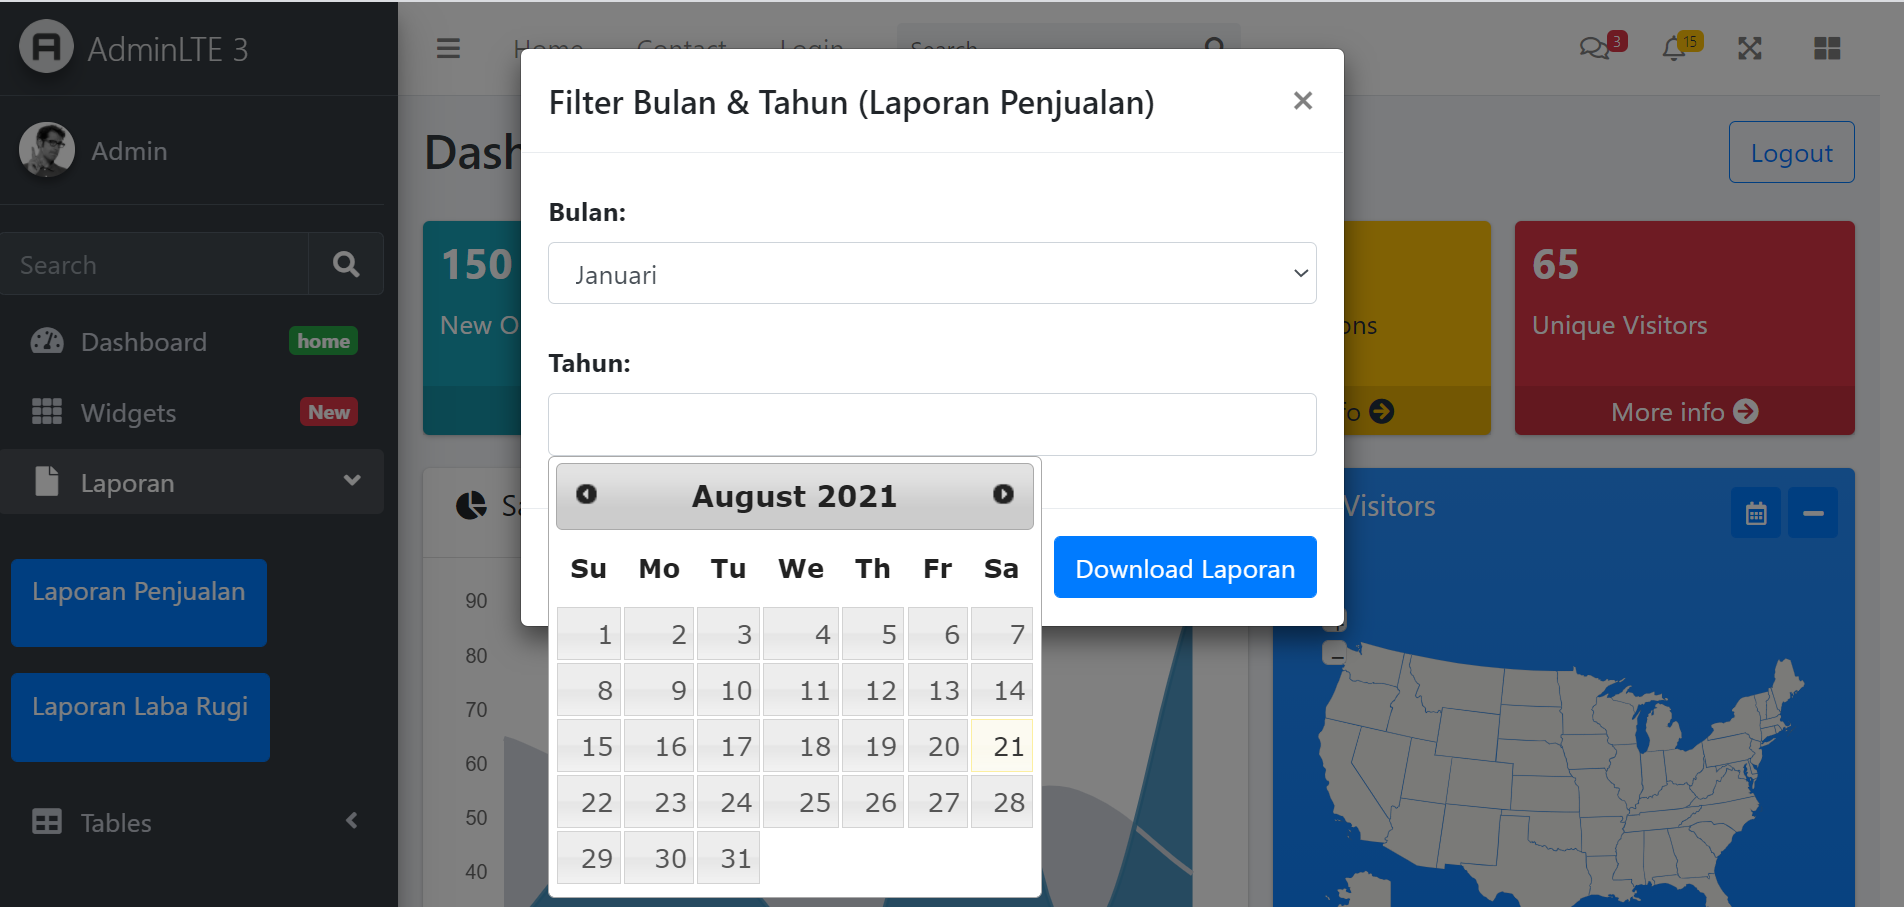 AdminLTE 3
Home Contact Login Search
3
15
Admin
Search
Dashboard home
Widgets New
Laporan
Laporan Penjualan
Laporan Laba Rugi
Tables
Filter Bulan & Tahun (Laporan Penjualan)
×
Bulan:
Januari
Tahun:
August 2021
Su Mo Tu We Th Fr Sa
1 2 3 4 5 6 7
8 9 10 11 12 13 14
15 16 17 18 19 20 21
22 23 24 25 26 27 28
29 30 31
Download Laporan
Dash
Logout
150
New O
ons
fo
65
Unique Visitors
More info
Sa
90
80
70
60
50
40
Visitors